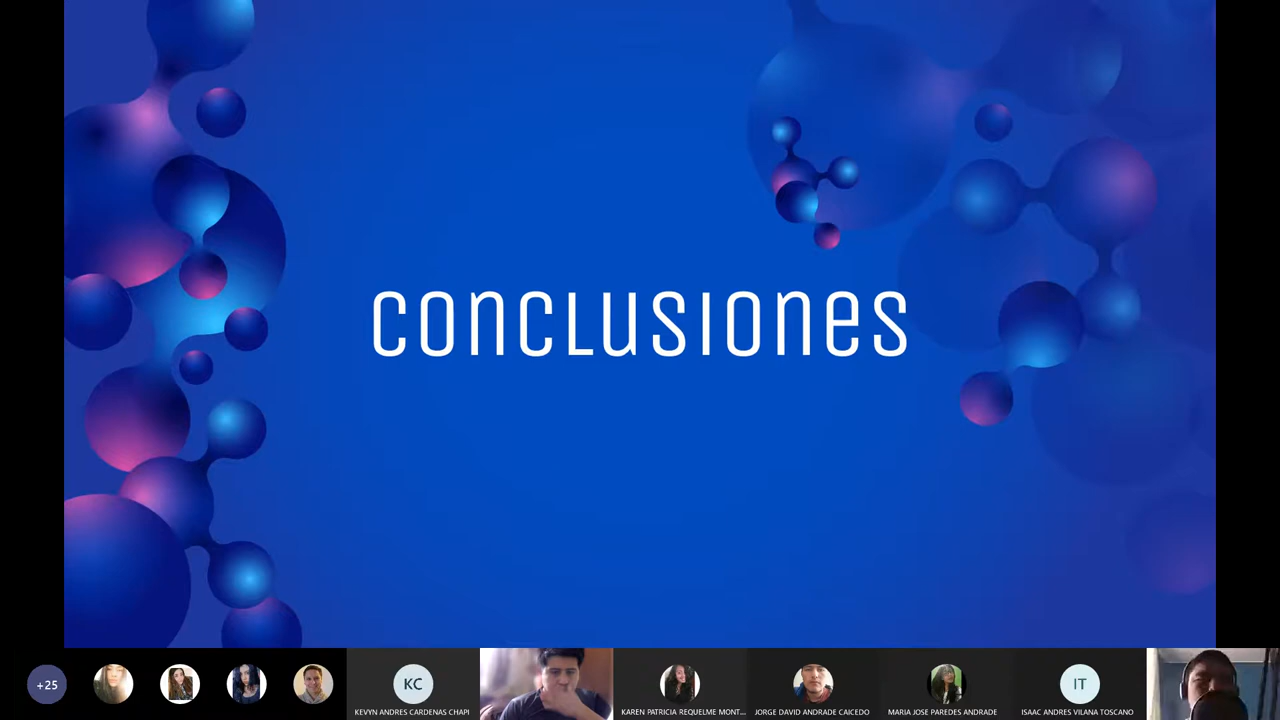 CONCLUSIONES
+25
KC
KEVYN ANDRES CARDENAS CHAPI
KAREN PATRICIA REQUELME MONT...
JORGE DAVID ANDRADE CAICEDO
MARIA JOSE PAREDES ANDRADE
IT
ISAAC ANDRES VILANA TOSCANO